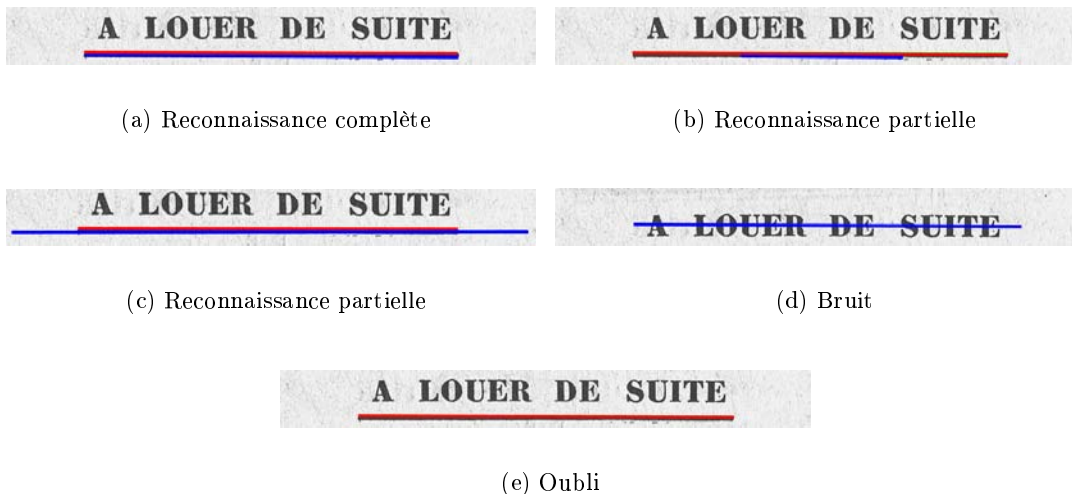 A LOUER DE SUITE
A LOUER DE SUITE
(a) Reconnaissance complète
(b) Reconnaissance partielle
A LOUER DE SUITE
A LOUER DE SUITE
(c) Reconnaissance partielle
(d) Bruit
A LOUER DE SUITE
(e) Oubli